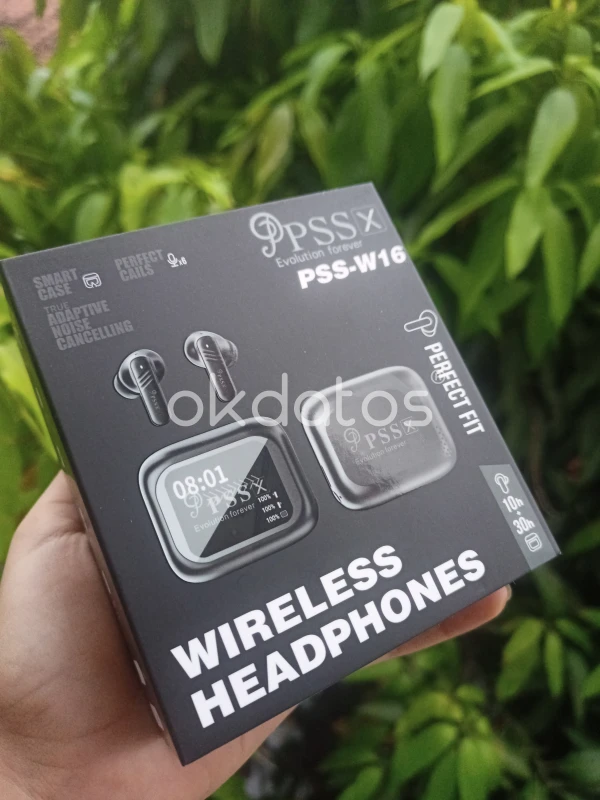 PSSX
Evolution forever
PSS-W16
SMART
CASE
PERFECT
CALLS
TRUE
ADAPTIVE
NOISE
CANCELLING
PERFECT FIT
okdatos
08:01
PSSX
Evolution forever
100%
100%
100%
PSSX
Evolution forever
10h
30h
WIRELESS
HEADPHONES